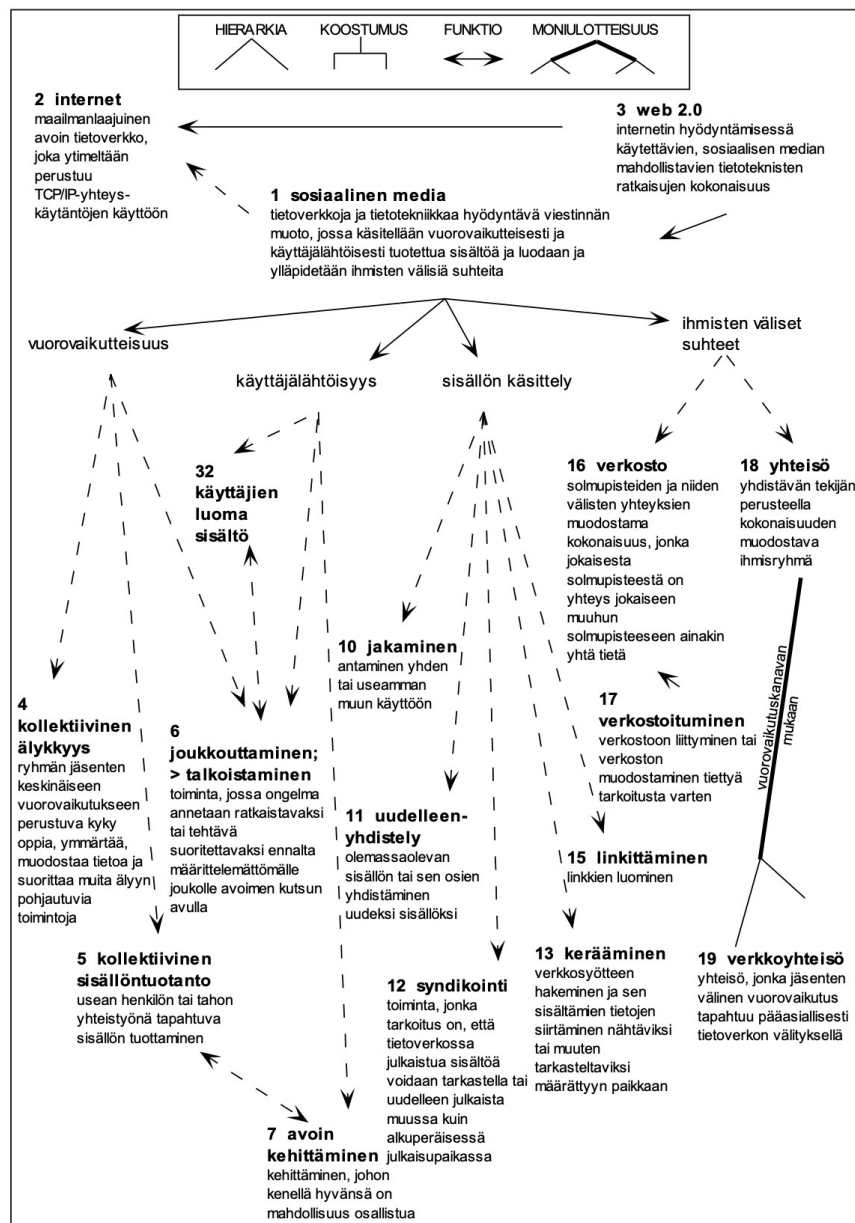 HIERARKIA KOOSTUMUS FUNKTIO MONIULOTTEISUUS
2 internet
maailmanlaajuinen
avoin tietoverkko,
joka ytimeltään
perustuu
TCP/IP-yhteys-
käytäntöjen käyttöön
3 web 2.0
internetin hyödyntämisessä
käytettävien, sosiaalisen median
mahdollistavien tietoteknisten
ratkaisujen kokonaisuus
1 sosiaalinen media
tietoverkkoja ja tietotekniikkaa hyödyntävä viestinnän
muoto, jossa käsitellään vuorovaikutteisesti ja
käyttäjälähtöisesti tuotettua sisältöä ja luodaan ja
ylläpidetään ihmisten välisiä suhteita
vuorovaikutteisuus
käyttäjälähtöisyys
sisällön käsittely
ihmisten väliset
suhteet
32
käyttäjien
luoma
sisältö
16 verkosto
solmupisteiden ja niiden
välisten yhteyksien
muodostama
kokonaisuus, jonka
jokaisesta
solmupisteestä on
yhteys jokaiseen
muuhun
solmupisteeseen ainakin
yhtä tietä
18 yhteisö
yhdistävän tekijän
perusteella
kokonaisuuden
muodostava
ihmisryhmä
10 jakaminen
antaminen yhden
tai useamman
muun käyttöön
vuorovaikutuskanavan
mukaan
17
verkostoituminen
verkostoon liittyminen tai
verkoston
muodostaminen tiettyä
tarkoitusta varten
4
kollektiivinen
älykkyys
ryhmän jäsenten
keskinäiseen
vuorovaikutukseen
perustuva kyky
oppia, ymmärtää,
muodostaa tietoa ja
suorittaa muita älyyn
pohjautuvia
toimintoja
6
joukkouttaminen;
> talkoistaminen
toiminta, jossa ongelma
annetaan ratkaistavaksi
tai tehtävä
suoritettavaksi ennalta
määrittelemättömälle
joukolle avoimen kutsun
avulla
11 uudelleen-
yhdistely
olemassaolevan
sisällön tai sen osien
yhdistäminen
uudeksi sisällöksi
15 linkittäminen
linkkien luominen
5 kollektiivinen
sisällöntuotanto
usean henkilön tai tahon
yhteistyönä tapahtuva
sisällön tuottaminen
12 syndikointi
toiminta, jonka
tarkoitus on, että
tietoverkossa
julkaistua sisältöä
voidaan tarkastella tai
uudelleen julkaista
muussa kuin
alkuperäisessä
julkaisupaikassa
13 kerääminen
verkkosyötteen
hakeminen ja sen
sisältämien tietojen
siirtäminen nähtäviksi
tai muuten
tarkasteltaviksi
määrättyyn paikkaan
19 verkkoyhteisö
yhteisö, jonka jäsenten
välinen vuorovaikutus
tapahtuu pääasiallisesti
tietoverkon välityksellä
7 avoin
kehittäminen
kehittäminen, johon
kenellä hyvänsä on
mahdollisuus osallistua